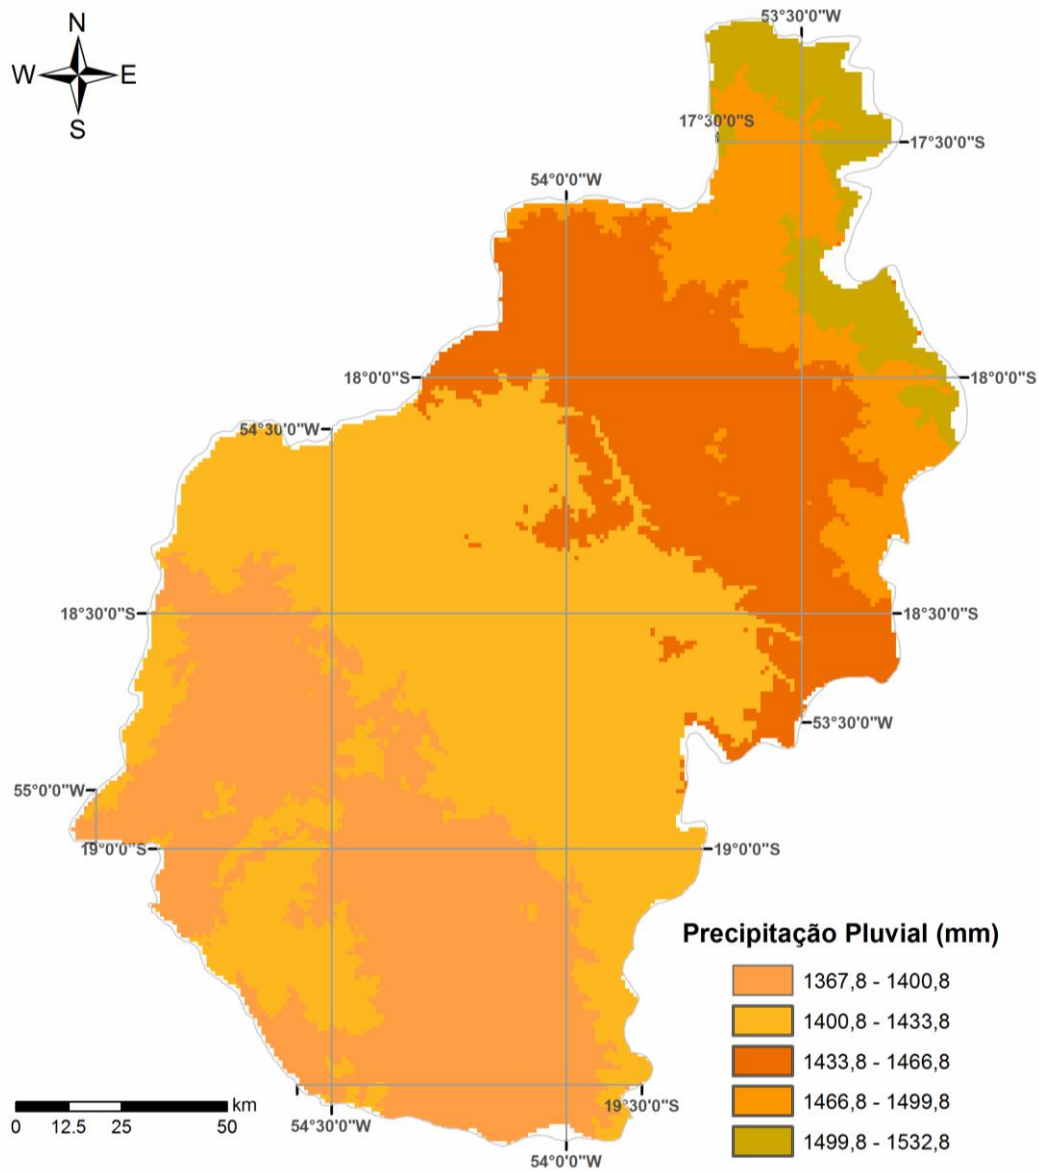 53°30'0"W
N
W E
S
17°30'0"S
17°30'0"S
54°0'0"W
18°0'0"S
18°0'0"S
54°30'0"W
18°30'0"S
18°30'0"S
53°30'0"W
55°0'0"W
19°0'0"S
19°0'0"S
Precipitação Pluvial (mm)
1367,8 - 1400,8
1400,8 - 1433,8
1433,8 - 1466,8
1466,8 - 1499,8
1499,8 - 1532,8
km
0 12.5 25 50
19°30'0"S
54°30'0"W
54°0'0"W